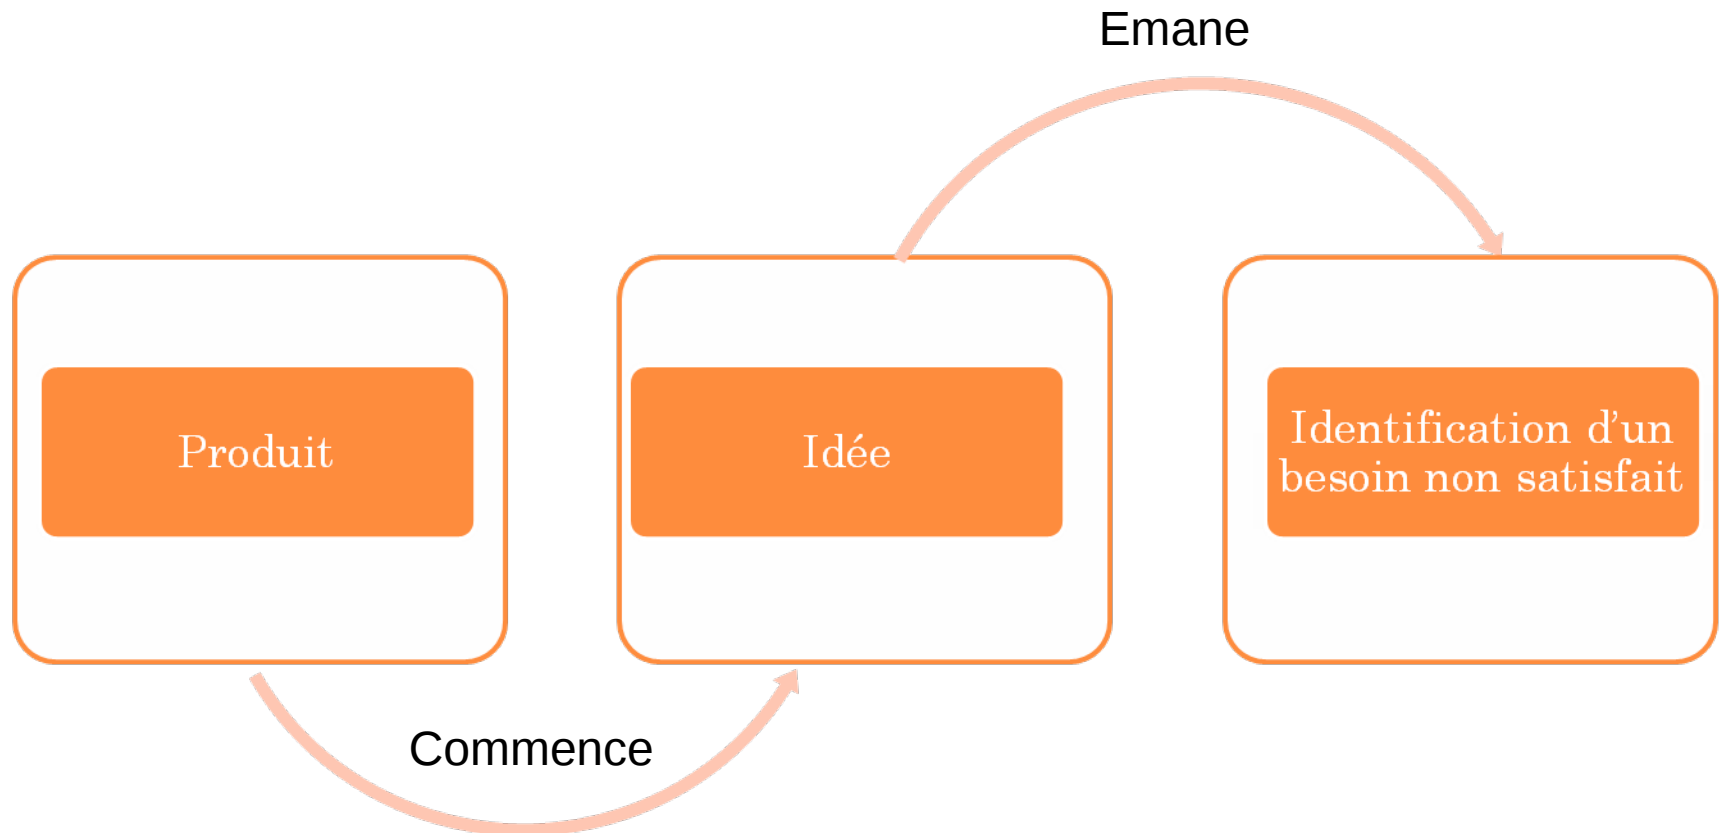 Emane
Produit
Idée
Identification d’un
besoin non satisfait
Commence